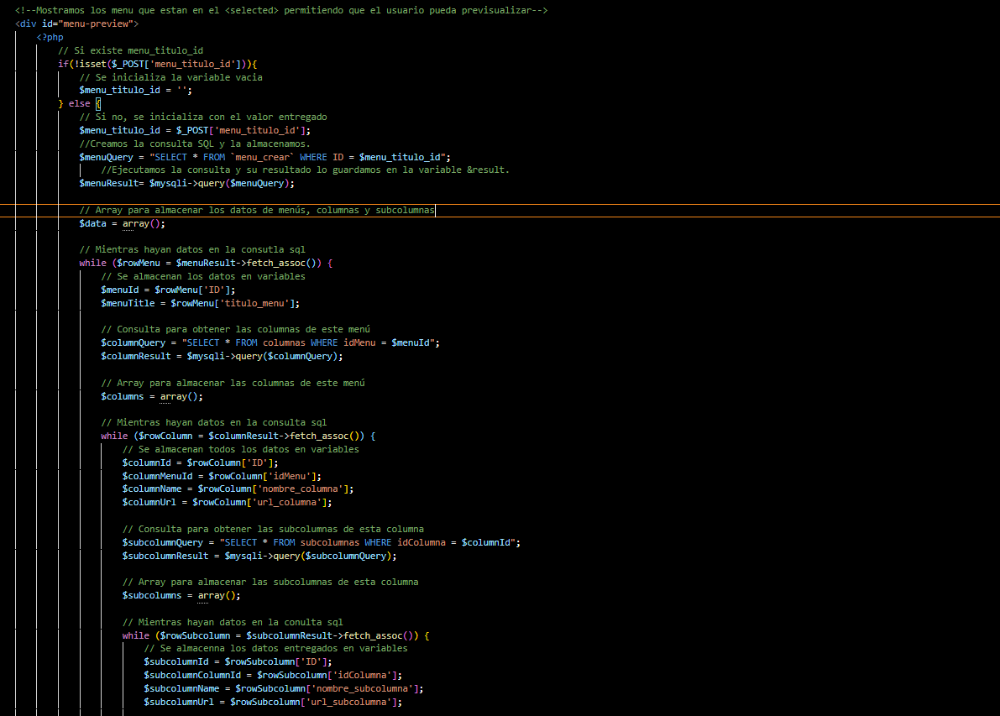 <!--Mostramos los menu que estan en el <selected> permitiendo que el usuario pueda previsualizar-->
<div id="menu-preview">
<?php
// Si existe menu_titulo_id
if(!isset($_POST['menu_titulo_id'])){
// Se inicializa la variable vacia
$menu_titulo_id = '';
} else {
// Si no, se inicializa con el valor entregado
$menu_titulo_id = $_POST['menu_titulo_id'];
//Creamos la consulta SQL y la almacenamos.
$menuQuery = "SELECT * FROM `menu_crear` WHERE ID = $menu_titulo_id";
//Ejecutamos la consulta y su resultado lo guardamos en la variable &result.
$menuResult= $mysqli->query($menuQuery);
// Array para almacenar los datos de menús, columnas y subcolumnas
$data = array();
// Mientras hayan datos en la consutla sql
while ($rowMenu = $menuResult->fetch_assoc()) {
// Se almacenan los datos en variables
$menuId = $rowMenu['ID'];
$menuTitle = $rowMenu['titulo_menu'];
// Consulta para obtener las columnas de este menú
$columnQuery = "SELECT * FROM columnas WHERE idMenu = $menuId";
$columnResult = $mysqli->query($columnQuery);
// Array para almacenar las columnas de este menú
$columns = array();
// Mientras hayan datos en la consulta sql
while ($rowColumn = $columnResult->fetch_assoc()) {
// Se almacenan todos los datos en variables
$columnId = $rowColumn['ID'];
$columnMenuId = $rowColumn['idMenu'];
$columnName = $rowColumn['nombre_columna'];
$columnUrl = $rowColumn['url_columna'];
// Consulta para obtener las subcolumnas de esta columna
$subcolumnQuery = "SELECT * FROM subcolumnas WHERE idColumna = $columnId";
$subcolumnResult = $mysqli->query($subcolumnQuery);
// Array para almacenar las subcolumnas de esta columna
$subcolumns = array();
// Mientras hayan datos en la conulta sql
while ($rowSubcolumn = $subcolumnResult->fetch_assoc()) {
// Se almacenna los datos entregados en variables
$subcolumnId = $rowSubcolumn['ID'];
$subcolumnColumnId = $rowSubcolumn['idColumna'];
$subcolumnName = $rowSubcolumn['nombre_subcolumna'];
$subcolumnUrl = $rowSubcolumn['url_subcolumna'];